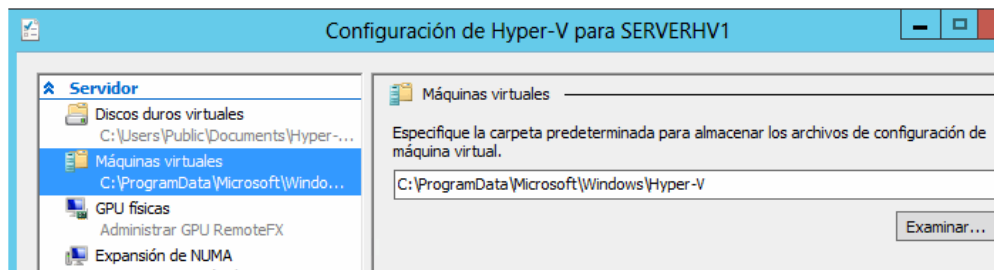 Configuración de Hyper-V para SERVERHV1
Servidor
Discos duros virtuales
C:\Users\Public\Documents\Hyper-...
Máquinas virtuales
C:\ProgramData\Microsoft\Windo...
GPU físicas
Administrar GPU RemoteFX
Expansión de NUMA
Máquinas virtuales
Especifique la carpeta predeterminada para almacenar los archivos de configuración de
máquina virtual.
C:\ProgramData\Microsoft\Windows\Hyper-V
Examinar...